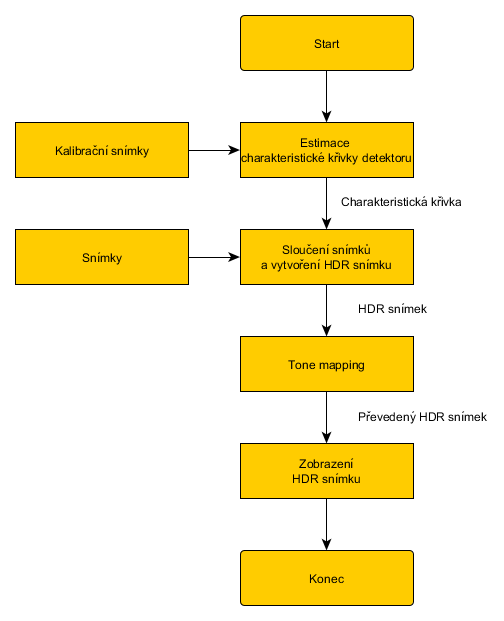 Start
Kalibrační snímky
Estimace
charakteristické křivky detektoru
Charakteristická křivka
Snímky
Sloučení snímků
a vytvoření HDR snímku
HDR snímek
Tone mapping
Převedený HDR snímek
Zobrazení
HDR snímku
Konec